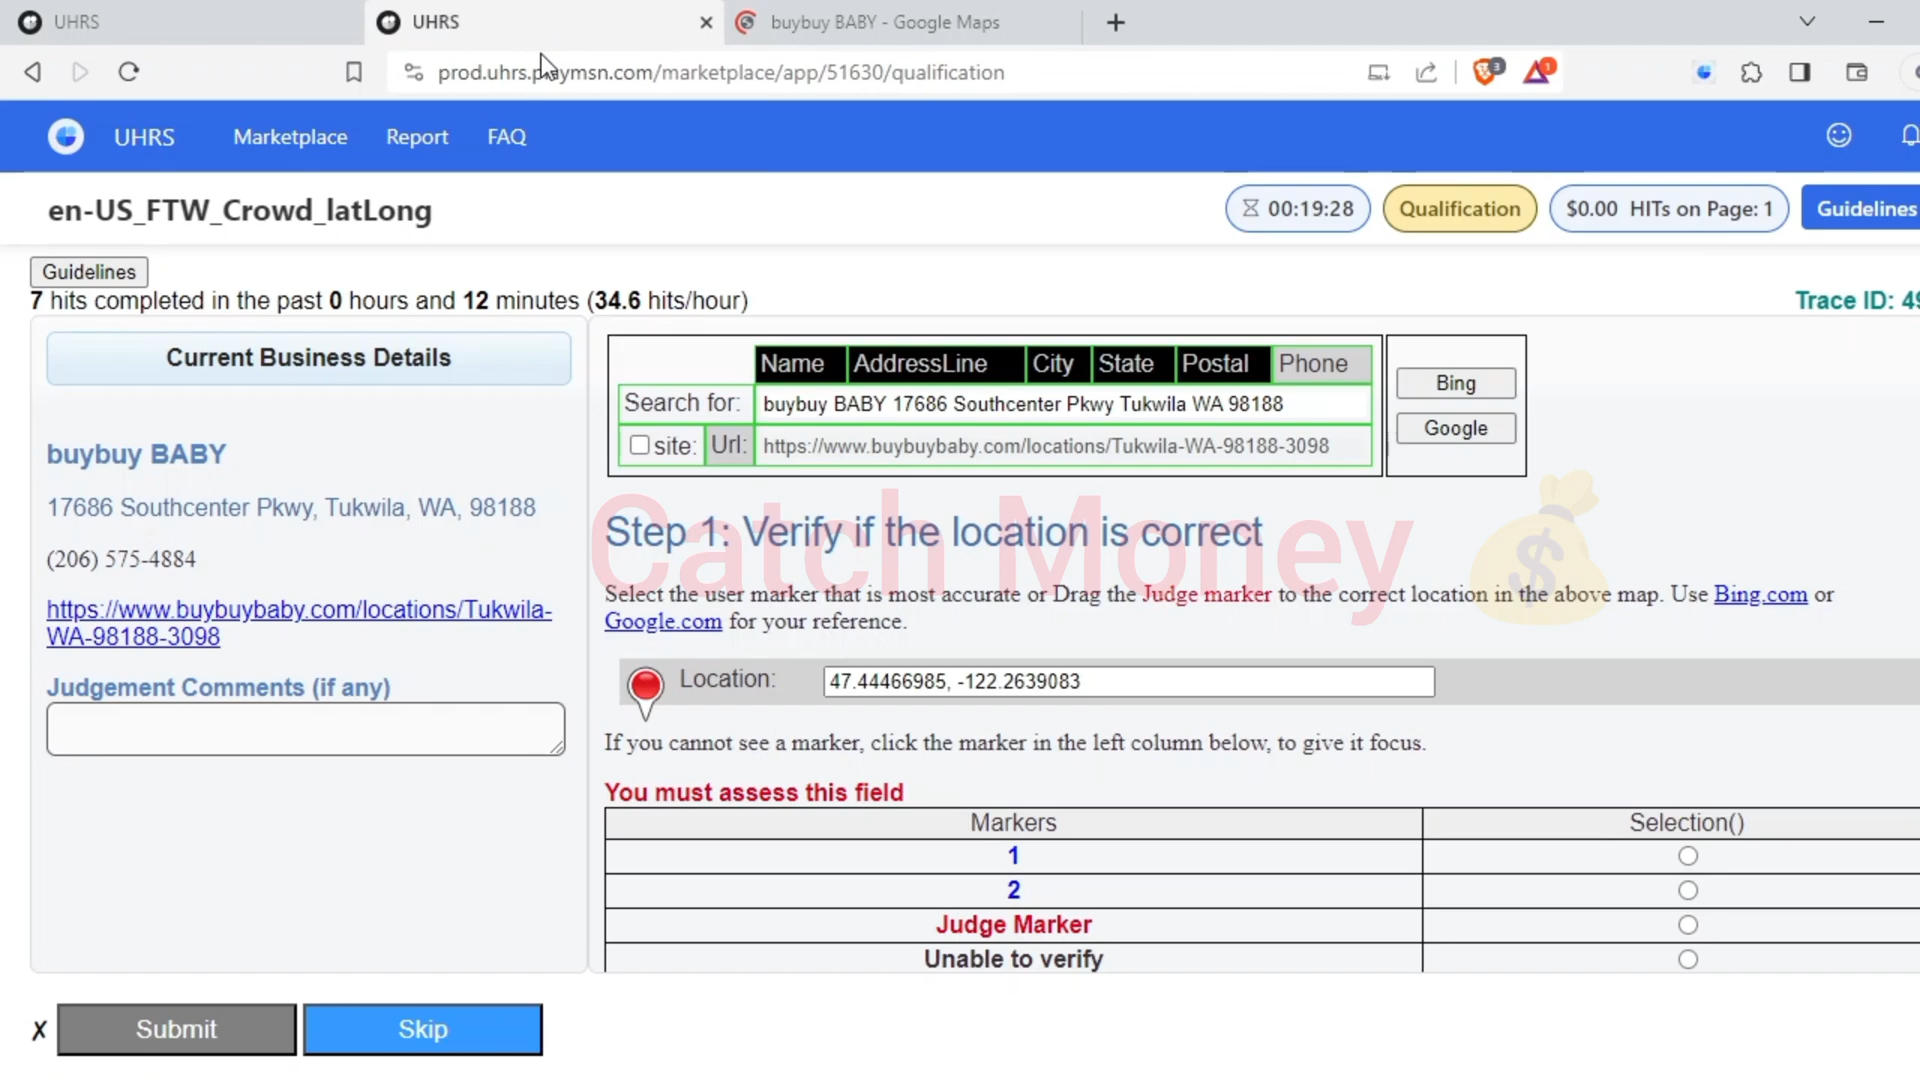 UHRS
UHRS
buybuy BABY - Google Maps
prod.uhrs.playmsn.com/marketplace/app/51630/qualification
3
1
UHRS Marketplace Report FAQ
en-US_FTW_Crowd_latLong
00:19:28
Qualification
$0.00 HITs on Page: 1
Guidelines
Guidelines
7 hits completed in the past 0 hours and 12 minutes (34.6 hits/hour)
Trace ID: 49
Current Business Details
buybuy BABY
17686 Southcenter Pkwy, Tukwila, WA, 98188
(206) 575-4884
https://www.buybuybaby.com/locations/Tukwila-
WA-98188-3098
Judgement Comments (if any)
Name AddressLine City State Postal Phone
Search for: buybuy BABY 17686 Southcenter Pkwy Tukwila WA 98188
site: Url: https://www.buybuybaby.com/locations/Tukwila-WA-98188-3098
Bing
Google
Catch Money
Step 1: Verify if the location is correct
Select the user marker that is most accurate or Drag the Judge marker to the correct location in the above map. Use Bing.com or
Google.com for your reference.
Location: 47.44466985, -122.2639083
If you cannot see a marker, click the marker in the left column below, to give it focus.
You must assess this field
Markers Selection()
1
2
Judge Marker
Unable to verify
✗ Submit Skip